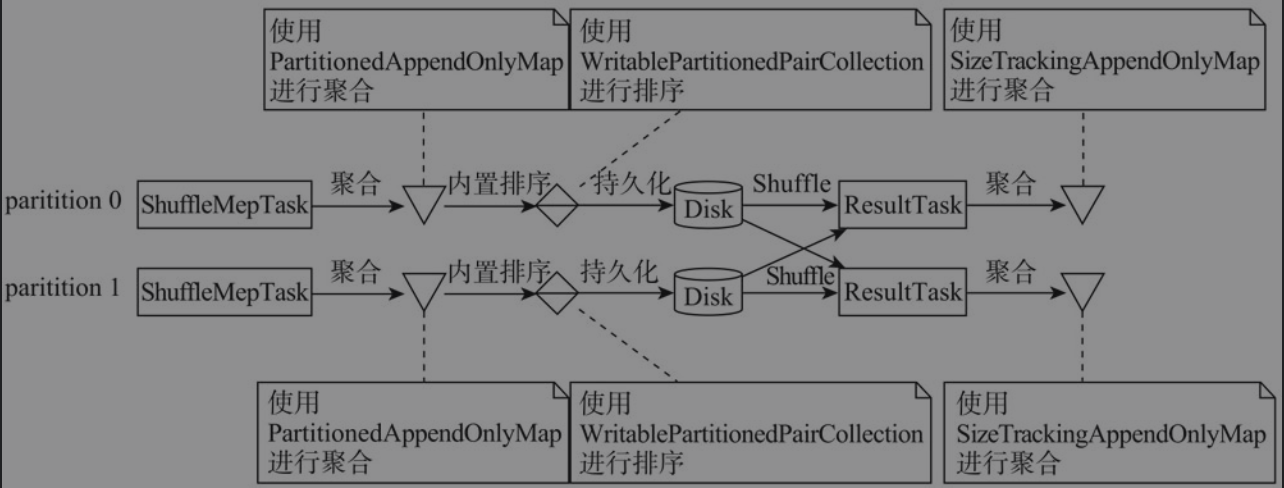 使用
PartitionedAppendOnlyMap
进行聚合
使用
WritablePartitionedPairCollection
进行排序
使用
SizeTrackingAppendOnlyMap
进行聚合
paritition 0
ShuffleMepTask
聚合
内置排序
持久化
Disk
Shuffle
ResultTask
聚合
paritition 1
ShuffleMepTask
聚合
内置排序
持久化
Disk
Shuffle
ResultTask
聚合
使用
PartitionedAppendOnlyMap
进行聚合
使用
WritablePartitionedPairCollection
进行排序
使用
SizeTrackingAppendOnlyMap
进行聚合